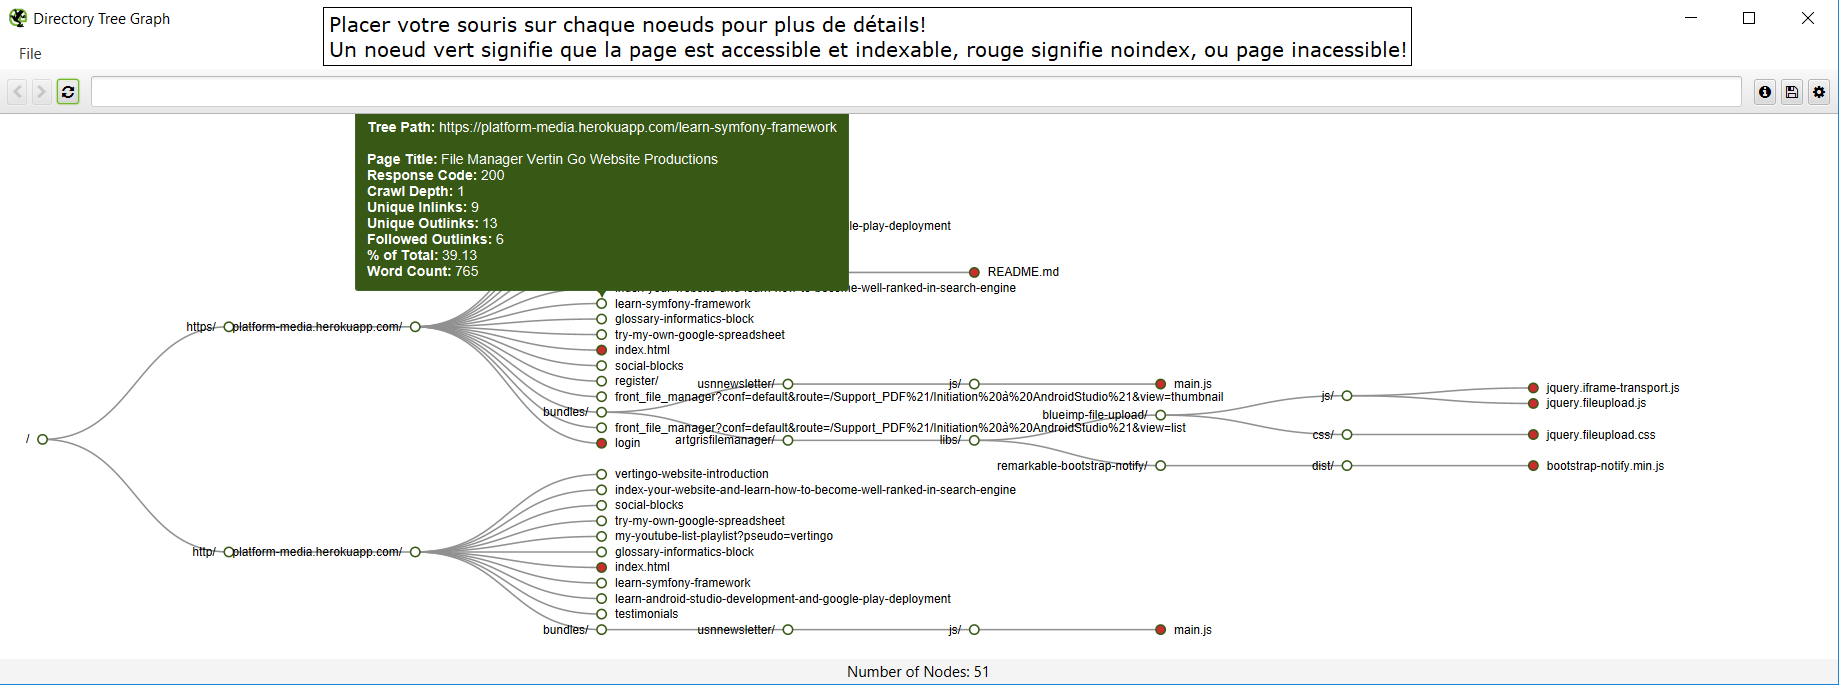 Directory Tree Graph
Placer votre souris sur chaque noeuds pour plus de détails!
Un noeud vert signifie que la page est accessible et indexable, rouge signifie noindex, ou page inacessible!
File
Tree Path: https://platform-media.herokuapp.com/learn-symfony-framework
Page Title: File Manager Vertin Go Website Productions
Response Code: 200
Crawl Depth: 1
Unique Inlinks: 9
Unique Outlinks: 13
Followed Outlinks: 6
% of Total: 39.13
Word Count: 765
le-play-deployment
README.md
index-your-website-and-learn-how-to-become-well-ranked-in-search-engine
learn-symfony-framework
glossary-informatics-block
https/
platform-media.herokuapp.com/
try-my-own-google-spreadsheet
index.html
social-blocks
register/
usnnewsletter/
js/
main.js
front_file_manager?conf=default&route=/Support_PDF%21/Initiation%20à%20AndroidStudio%21&view=thumbnail
js/
jquery.iframe-transport.js
jquery.fileupload.js
bundles/
blueimp-file-upload/
front_file_manager?conf=default&route=/Support_PDF%21/Initiation%20à%20AndroidStudio%21&view=list
css/
jquery.fileupload.css
/
login
artgrisfilemanager/
libs/
remarkable-bootstrap-notify/
dist/
bootstrap-notify.min.js
vertingo-website-introduction
index-your-website-and-learn-how-to-become-well-ranked-in-search-engine
social-blocks
try-my-own-google-spreadsheet
my-youtube-list-playlist?pseudo=vertingo
http/
platform-media.herokuapp.com/
glossary-informatics-block
index.html
learn-symfony-framework
learn-android-studio-development-and-google-play-deployment
testimonials
bundles/
usnnewsletter/
js/
main.js
Number of Nodes: 51